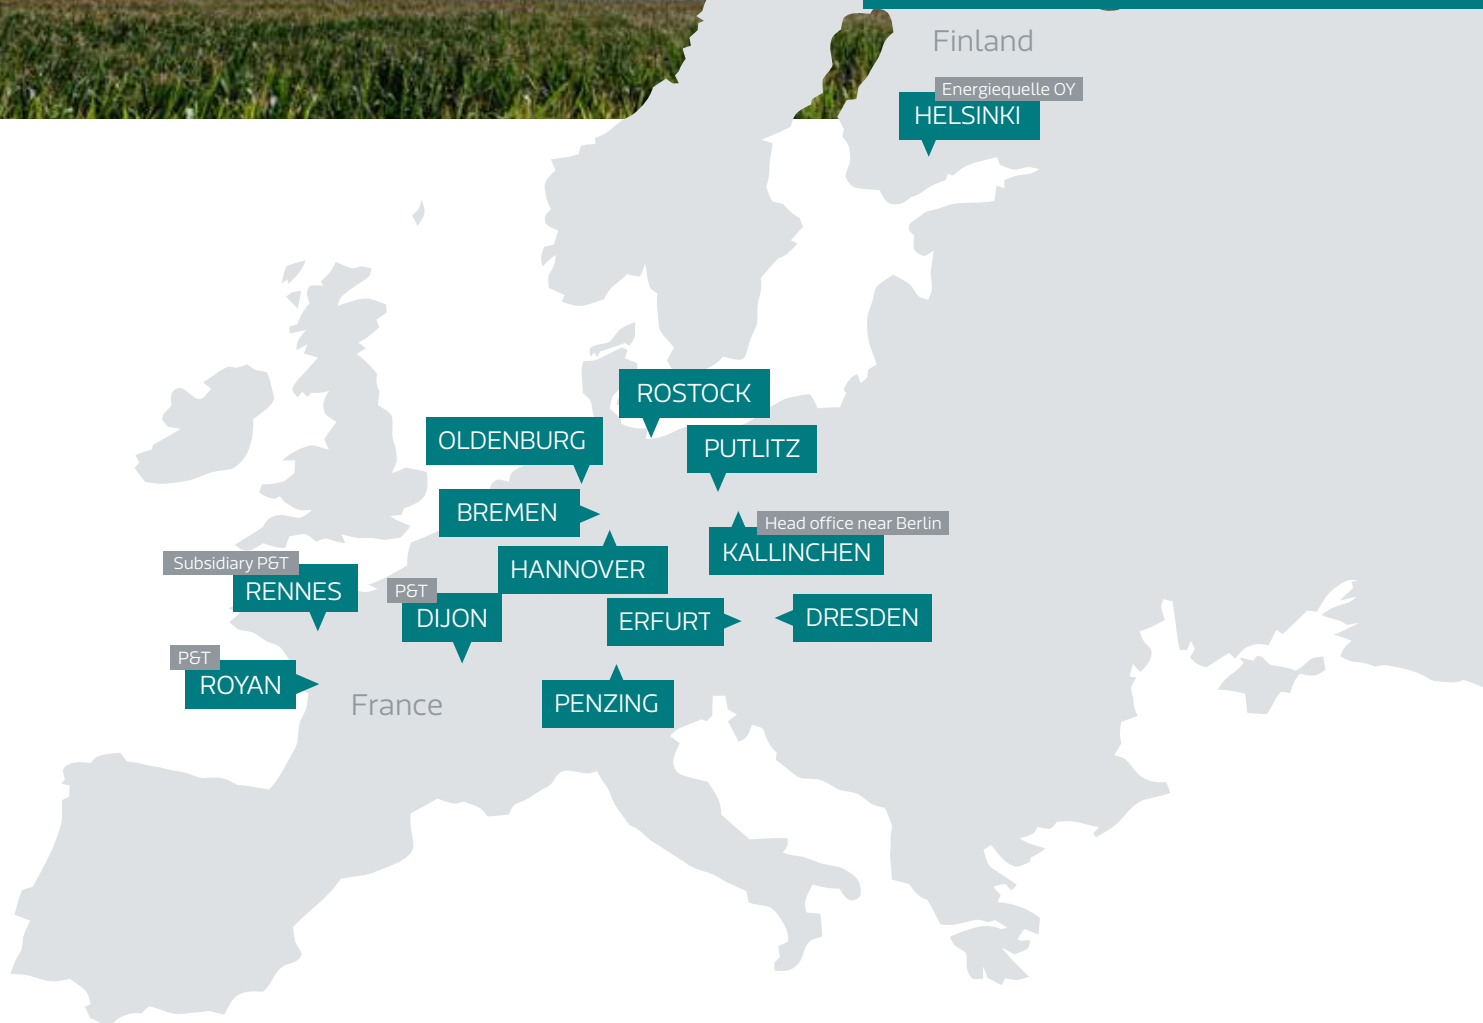 Finland
Energiequelle OY
HELSINKI
ROSTOCK
OLDENBURG
PUTLITZ
BREMEN
Head office near Berlin
KALLINCHEN
HANNOVER
Subsidiary P&T
RENNES
P&T
DIJON
ERFURT
DRESDEN
P&T
ROYAN
France
PENZING